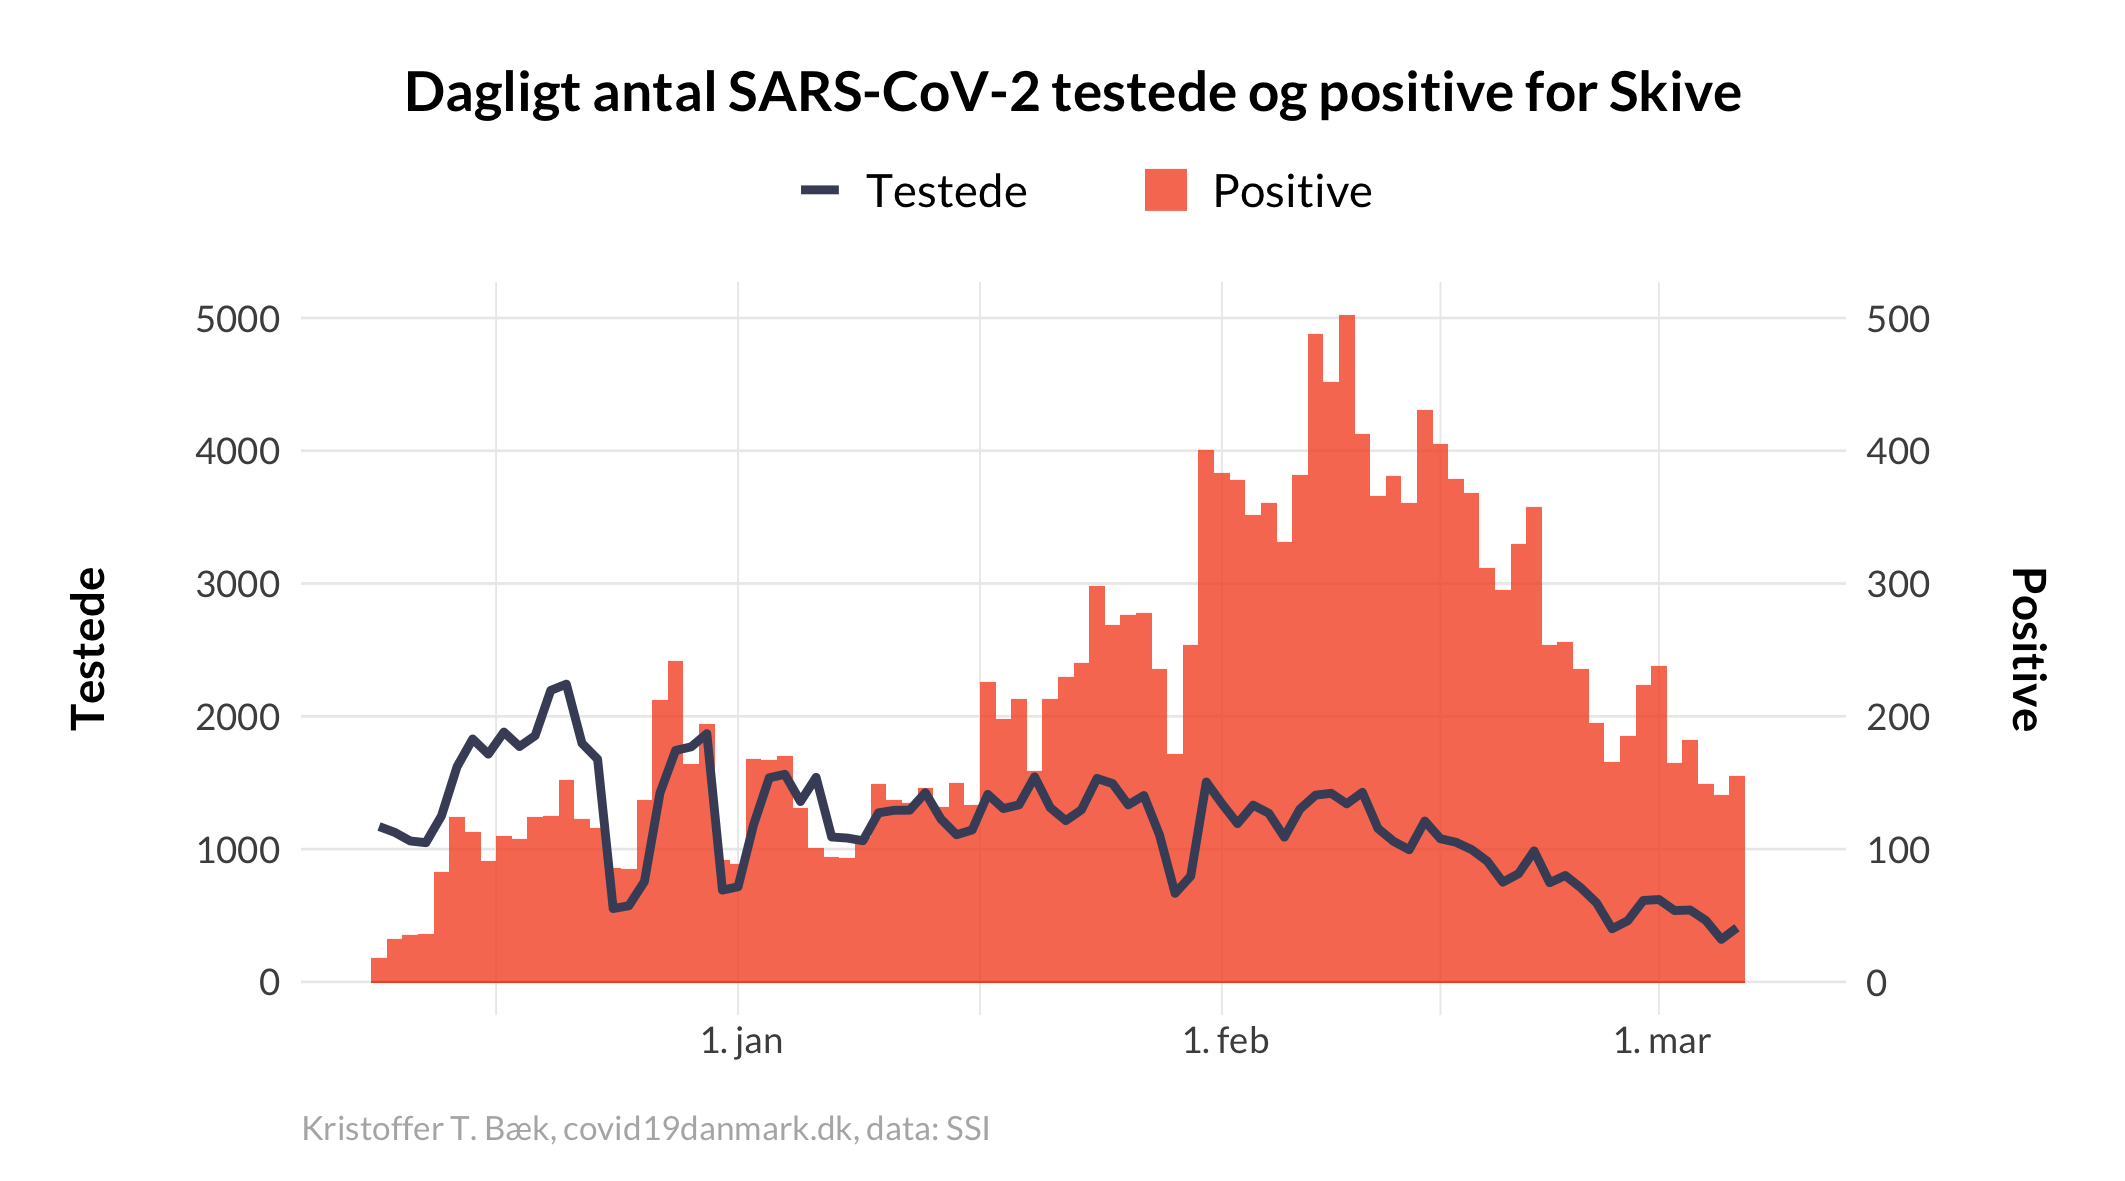 Dagligt antal SARS-CoV-2 testede og positive for Skive
Testede
Positive
5000
4000
3000
2000
1000
0
Testede
500
400
300
200
100
0
Positive
1. jan
1. feb
1. mar
Kristoffer T. Bæk, covid19danmark.dk, data: SSI